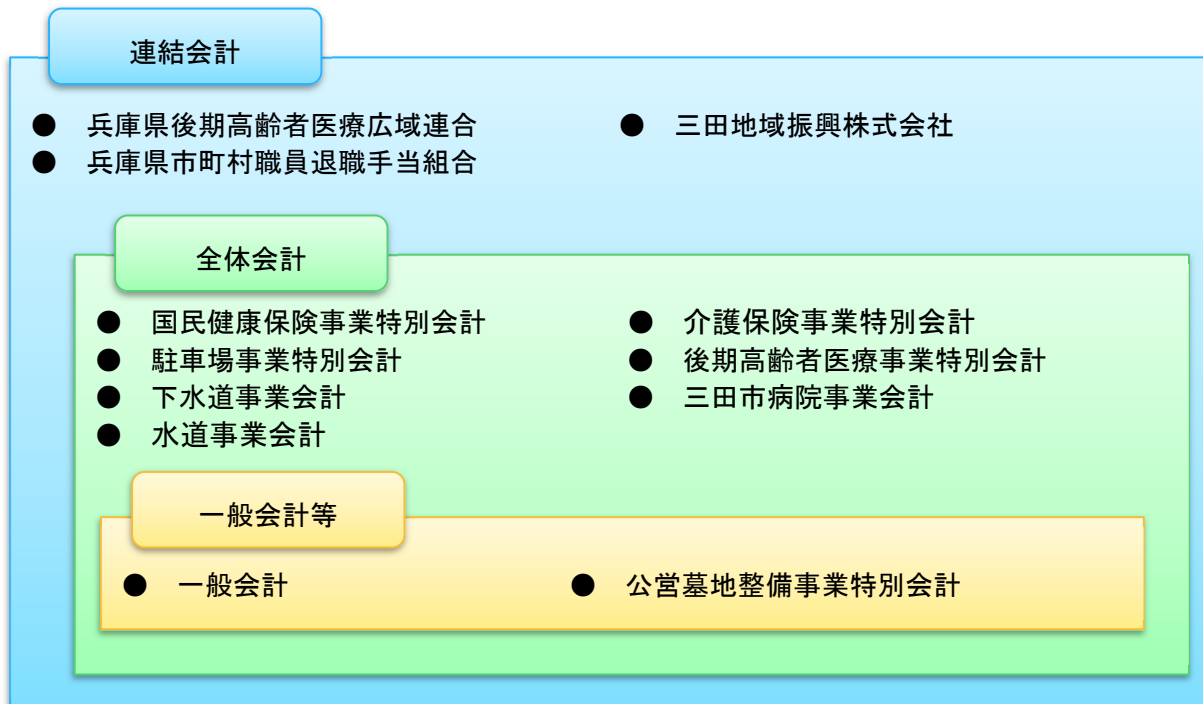 連結会計
● 兵庫県後期高齢者医療広域連合 ● 三田地域振興株式会社
● 兵庫県市町村職員退職手当組合
全体会計
● 国民健康保険事業特別会計 ● 介護保険事業特別会計
● 駐車場事業特別会計 ● 後期高齢者医療事業特別会計
● 下水道事業会計 ● 三田市病院事業会計
● 水道事業会計
一般会計等
● 一般会計 ● 公営墓地整備事業特別会計